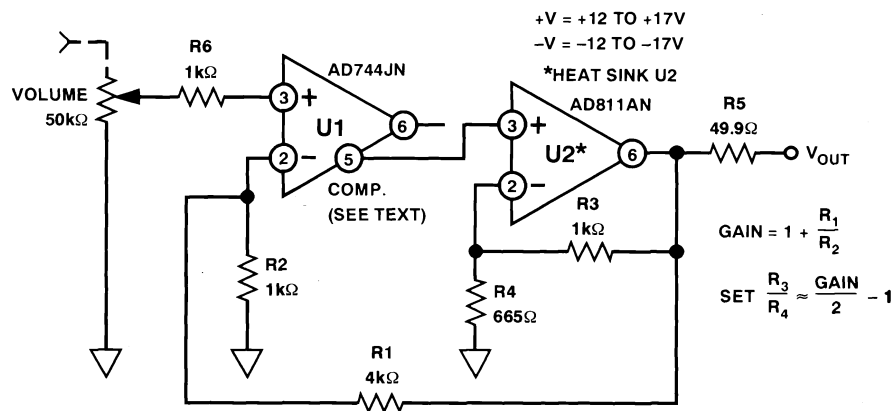 +V = +12 TO +17V
−V = −12 TO −17V
*HEAT SINK U2
R6
1kΩ
AD744JN
AD811AN
VOLUME
50kΩ
3
+
2
−
U1
6
5
COMP.
(SEE TEXT)
3
+
2
−
U2*
6
R5
49.9Ω
VOUT
R3
1kΩ
R2
1kΩ
R4
665Ω
R1
4kΩ
GAIN = 1 + R1/R2
SET R3/R4 ≈ GAIN/2 − 1